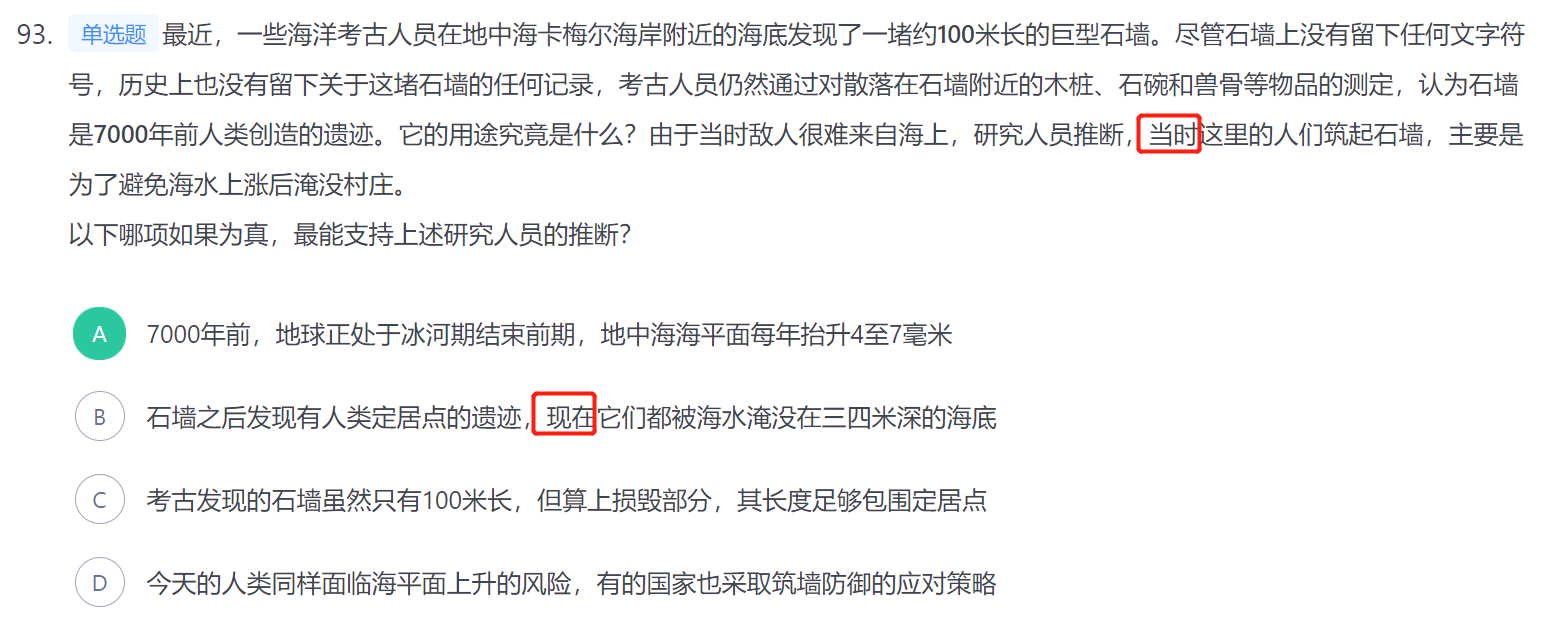 93. 单选题 最近，一些海洋考古人员在地中海卡梅尔海岸附近的海底发现了一堵约100米长的巨型石墙。尽管石墙上没有留下任何文字符
号，历史上也没有留下关于这堵石墙的任何记录，考古人员仍然通过对散落在石墙附近的木桩、石碗和兽骨等物品的测定，认为石墙
是7000年前人类创造的遗迹。它的用途究竟是什么？由于当时敌人很难来自海上，研究人员推断，当时这里的人们筑起石墙，主要是
为了避免海水上涨后淹没村庄。
以下哪项如果为真，最能支持上述研究人员的推断？
A 7000年前，地球正处于冰河期结束前期，地中海海平面每年抬升4至7毫米
B 石墙之后发现有人类定居点的遗迹，现在它们都被海水淹没在三四米深的海底
C 考古发现的石墙虽然只有100米长，但算上损毁部分，其长度足够包围定居点
D 今天的人类同样面临海平面上升的风险，有的国家也采取筑墙防御的应对策略